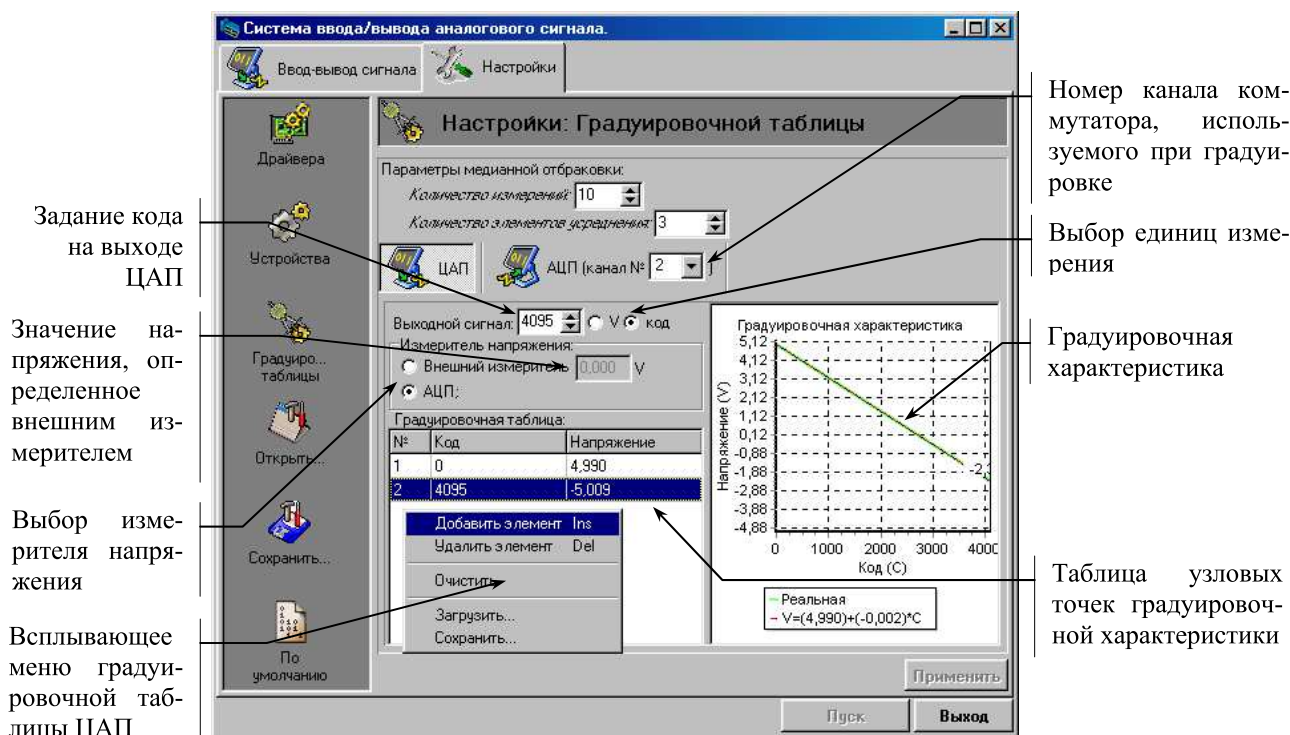 Система ввода/вывода аналогового сигнала.
Ввод-вывод сигнала
Настройки
Драйвера
Устройства
Градуиро...
таблицы
Открыть...
Сохранить...
По
умолчанию
Настройки: Градуировочной таблицы
Параметры медианной отбраковки:
Количество измерений: 10
Количество элементов усреднения: 3
ЦАП
АЦП (канал № 2 )
Выходной сигнал: 4095 V код
Измеритель напряжения:
Внешний измеритель 0,000 V
АЦП;
Градуировочная таблица:
№ Код Напряжение
1 0 4,990
2 4095 -5,009
Добавить элемент Ins
Удалить элемент Del
Очистить
Загрузить...
Сохранить...
Градуировочная характеристика
Напряжение (V)
5,12
4,12
3,12
2,12
1,12
0,12
-0,88
-1,88
-2,88
-3,88
-4,88
0 1000 2000 3000 4000
Код (C)
Реальная
V=(4,990)+(-0,002)*C
Применить
Пуск
Выход
Задание кода
на выходе
ЦАП
Значение на-
пряжения, оп-
ределенное
внешним из-
мерителем
Выбор изме-
рителя напря-
жения
Всплывающее
меню градуи-
ровочной таб-
лицы ЦАП
Номер канала ком-
мутатора, исполь-
зуемого при градуи-
ровке
Выбор единиц изме-
рения
Градуировочная
характеристика
Таблица узловых
точек градуировоч-
ной характеристики